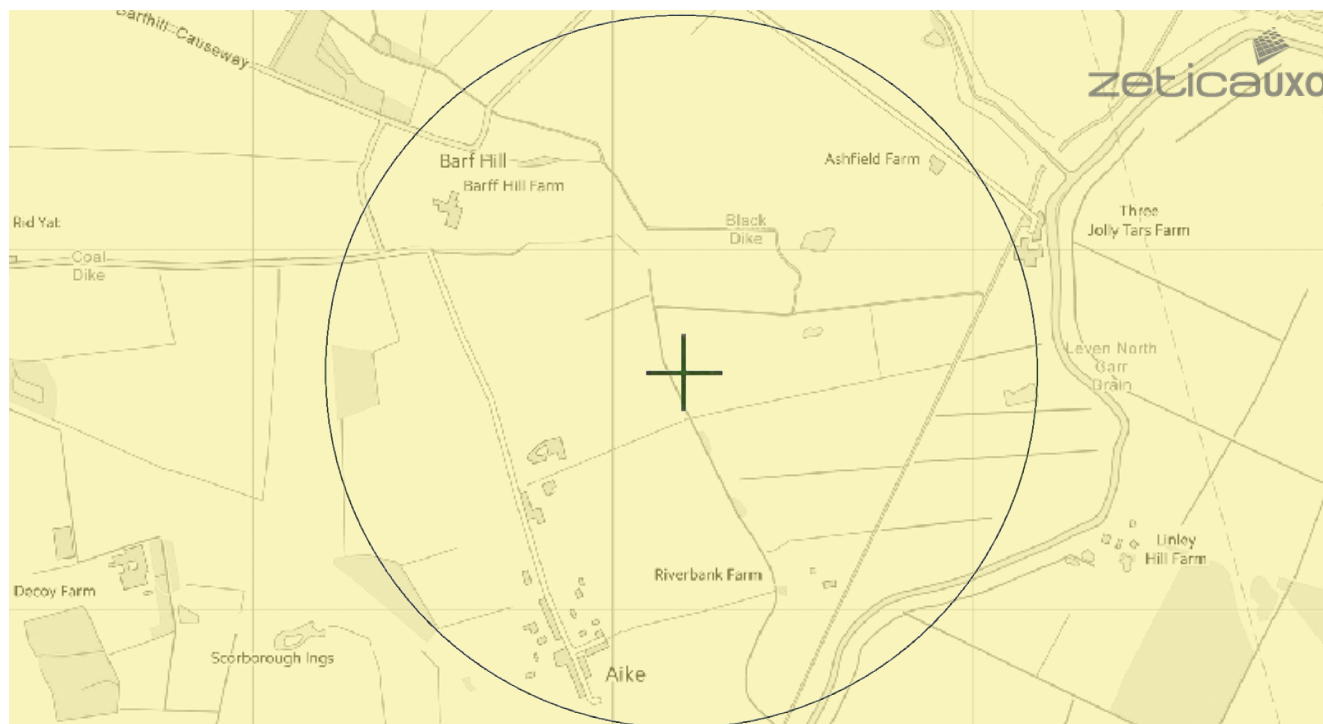 Barfhill Causeway
zeticauxo
Barf Hill
Barff Hill Farm
Ashfield Farm
Rid Yat
Black
Dike
Three
Jolly Tars Farm
Coal
Dike
Leven North
Carr
Drain
Linley
Hill Farm
Riverbank Farm
Decoy Farm
Scorborough Ings
Aike